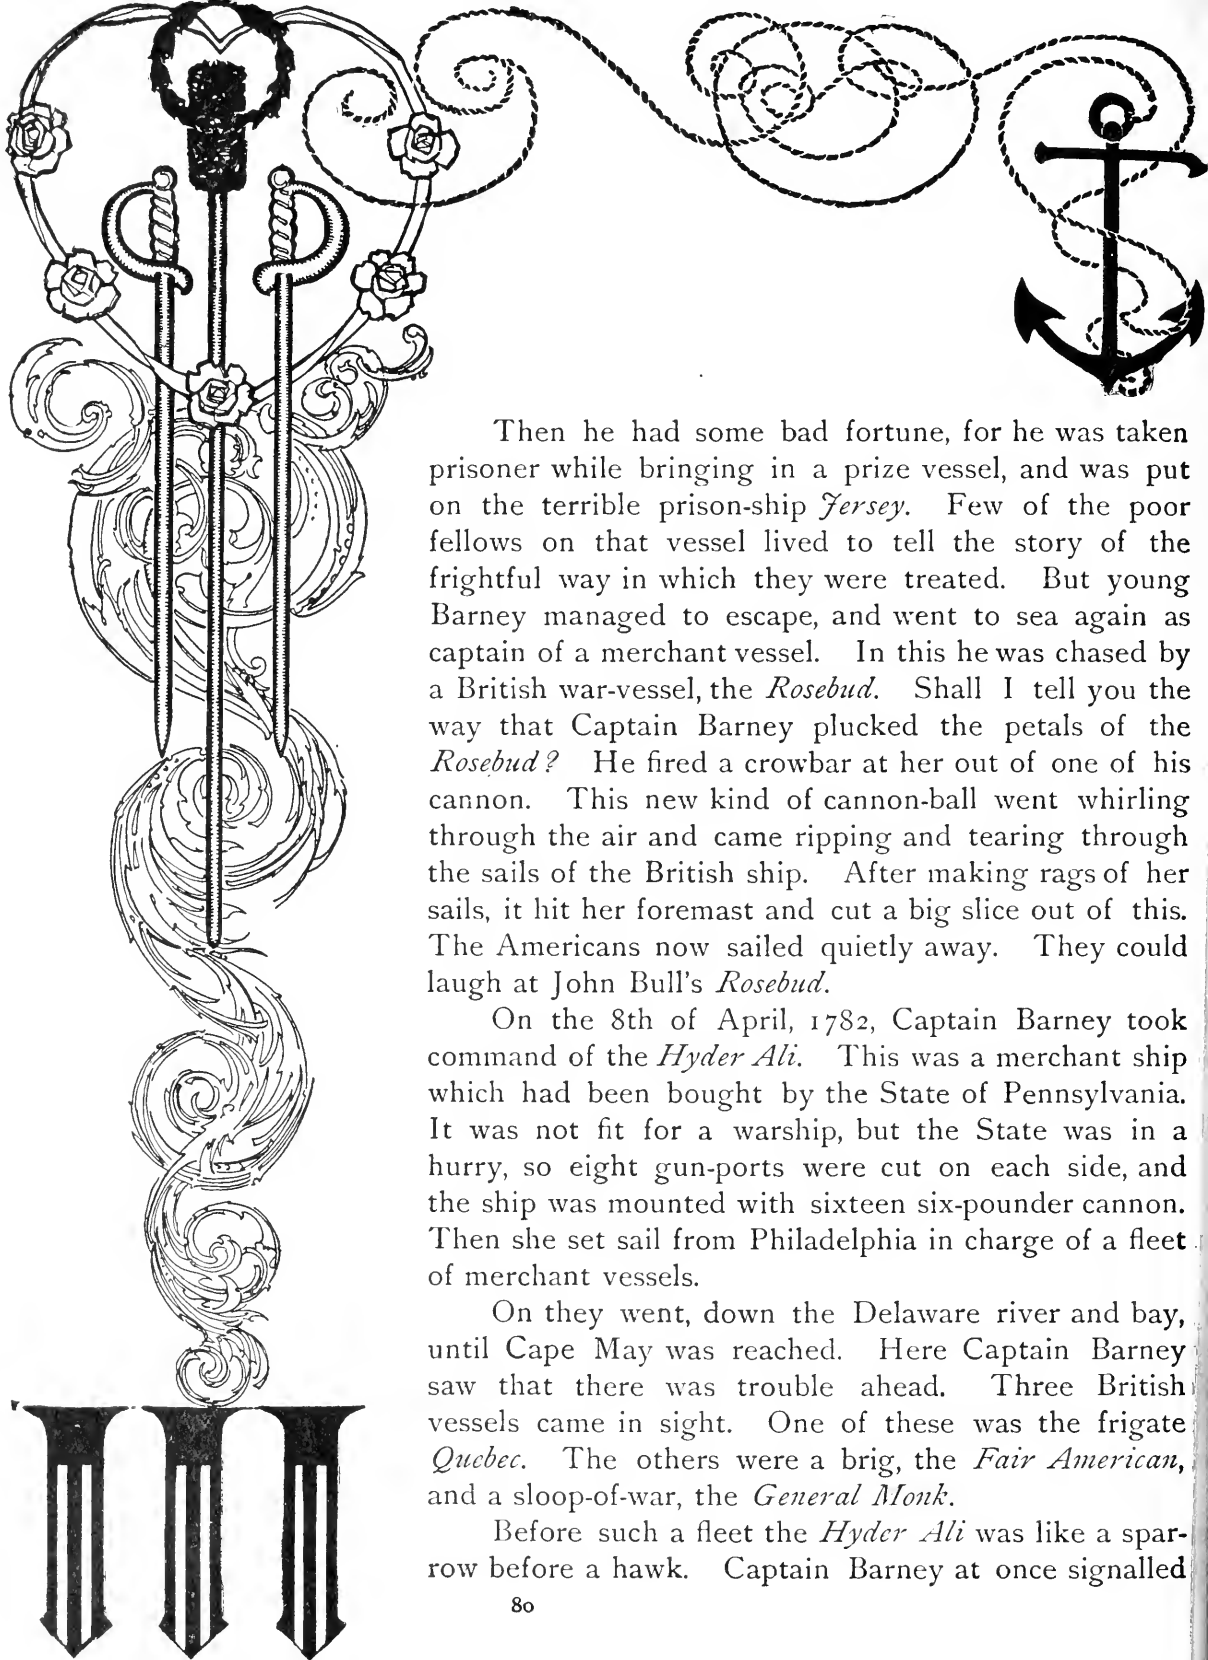 Then he had some bad fortune, for he was taken
prisoner while bringing in a prize vessel, and was put
on the terrible prison-ship Jersey. Few of the poor
fellows on that vessel lived to tell the story of the
frightful way in which they were treated. But young
Barney managed to escape, and went to sea again as
captain of a merchant vessel. In this he was chased by
a British war-vessel, the Rosebud. Shall I tell you the
way that Captain Barney plucked the petals of the
Rosebud? He fired a crowbar at her out of one of his
cannon. This new kind of cannon-ball went whirling
through the air and came ripping and tearing through
the sails of the British ship. After making rags of her
sails, it hit her foremast and cut a big slice out of this.
The Americans now sailed quietly away. They could
laugh at John Bull's Rosebud.
On the 8th of April, 1782, Captain Barney took
command of the Hyder Ali. This was a merchant ship
which had been bought by the State of Pennsylvania.
It was not fit for a warship, but the State was in a
hurry, so eight gun-ports were cut on each side, and
the ship was mounted with sixteen six-pounder cannon.
Then she set sail from Philadelphia in charge of a fleet
of merchant vessels.
On they went, down the Delaware river and bay,
until Cape May was reached. Here Captain Barney
saw that there was trouble ahead. Three British
vessels came in sight. One of these was the frigate
Quebec. The others were a brig, the Fair American,
and a sloop-of-war, the General Monk.
Before such a fleet the Hyder Ali was like a spar-
row before a hawk. Captain Barney at once signalled
80